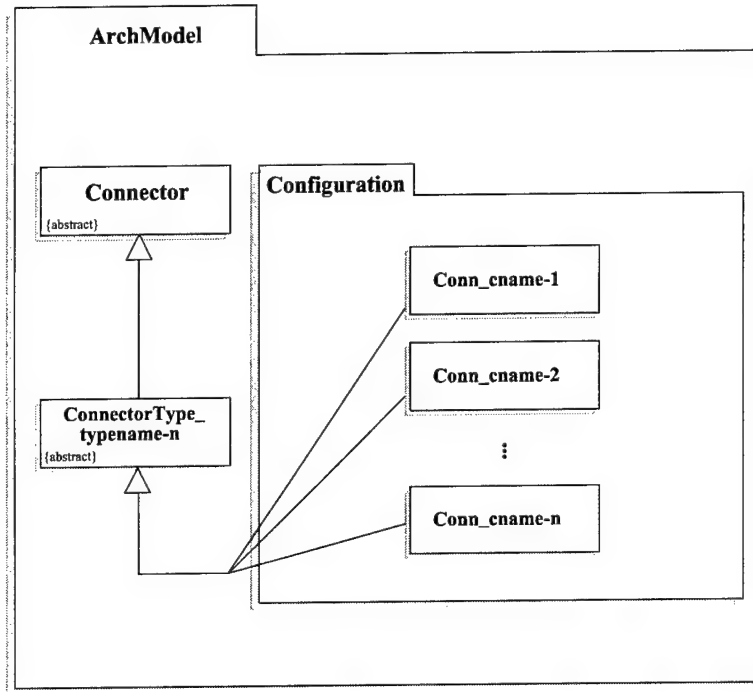 ArchModel
Connector
{abstract}
Configuration
Conn_cname-1
Conn_cname-2
ConnectorType_
typename-n
{abstract}
⋮
Conn_cname-n